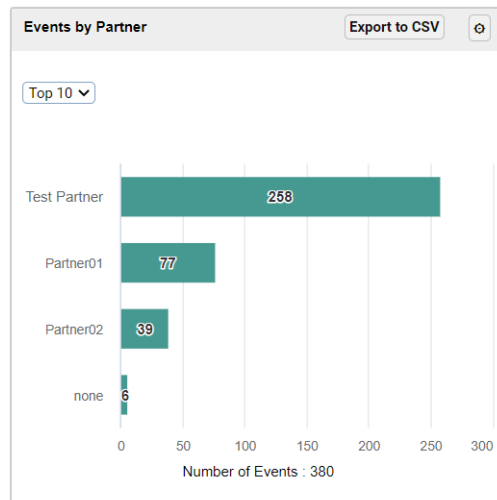 Events by Partner Export to CSV
Top 10
Test Partner 258
Partner01 77
Partner02 39
none 6
0 50 100 150 200 250 300
Number of Events : 380